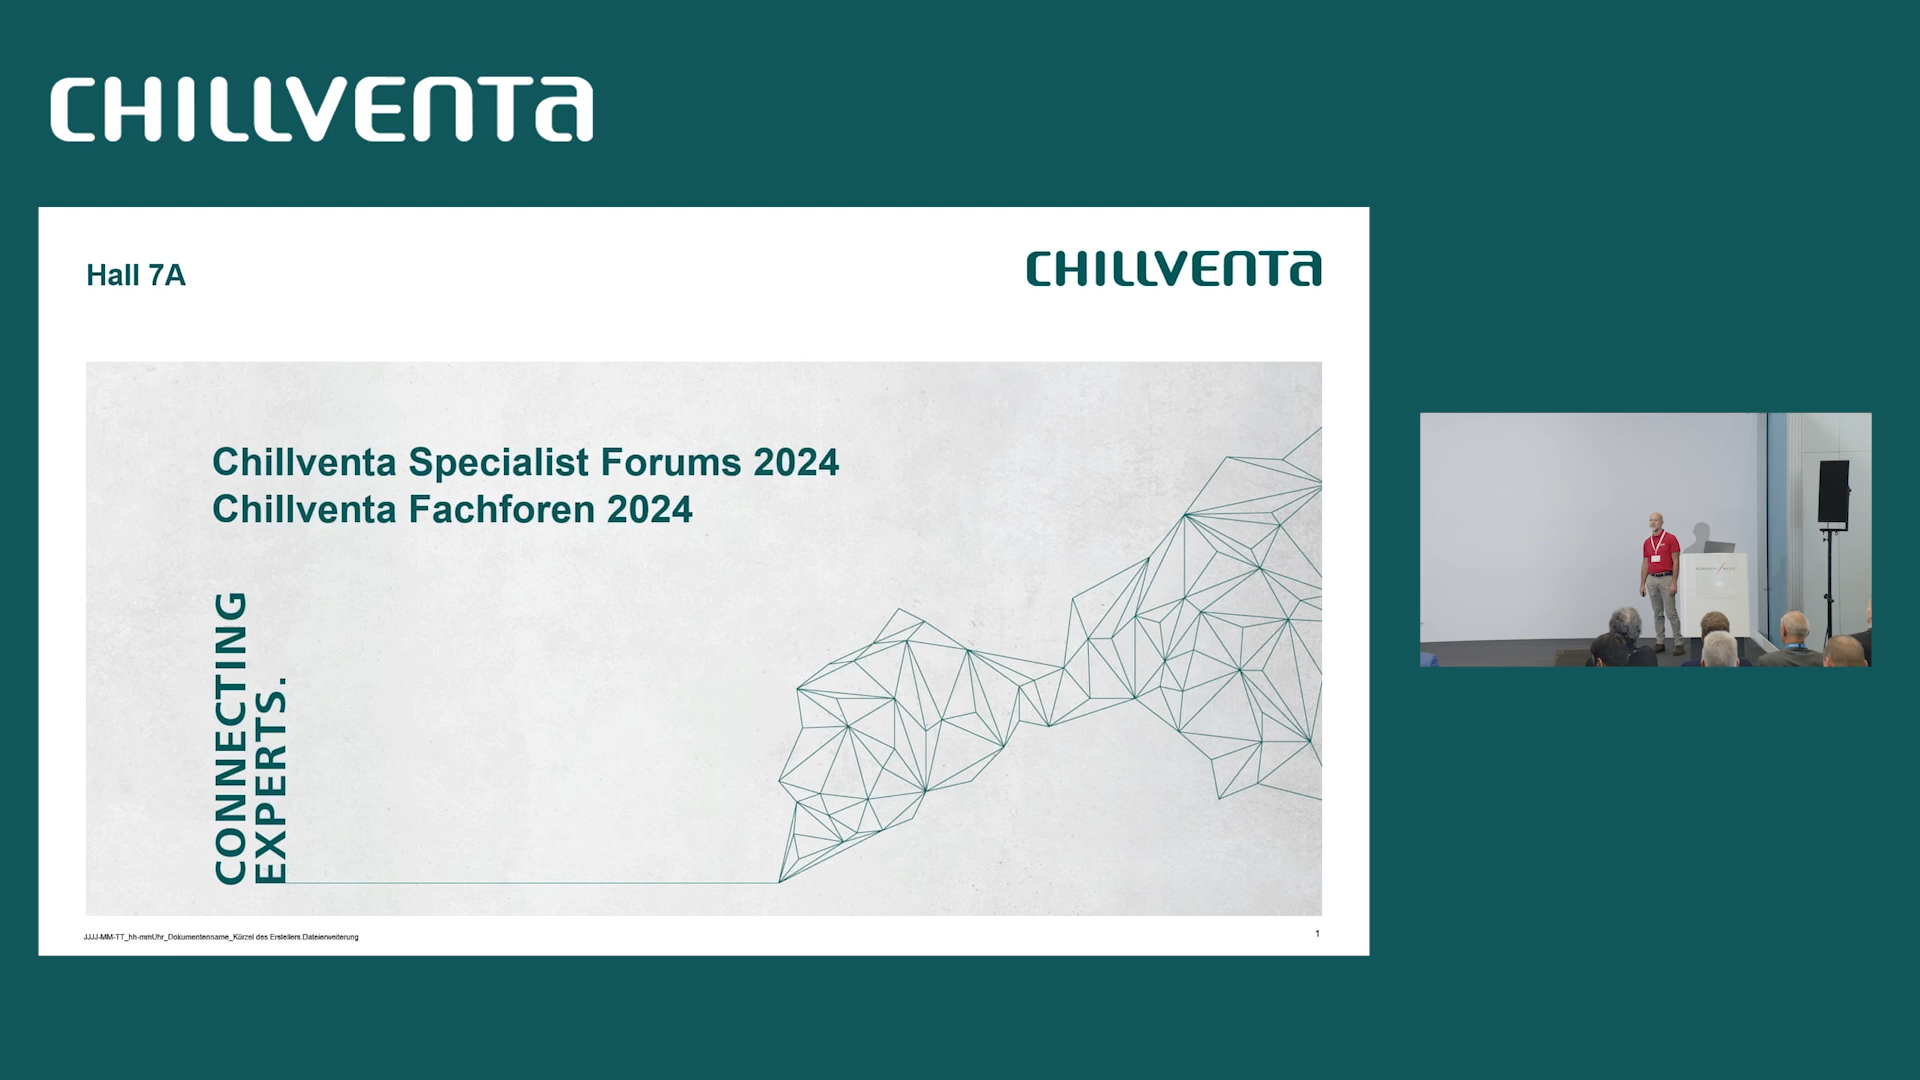 CHILLVENTA
Hall 7A
CHILLVENTA
Chillventa Specialist Forums 2024
Chillventa Fachforen 2024
CONNECTING
EXPERTS.
JJJJ-MM-TT_hh-mmUhr_Dokumentenname_Kürzel des Erstellers.Dateierweiterung
1